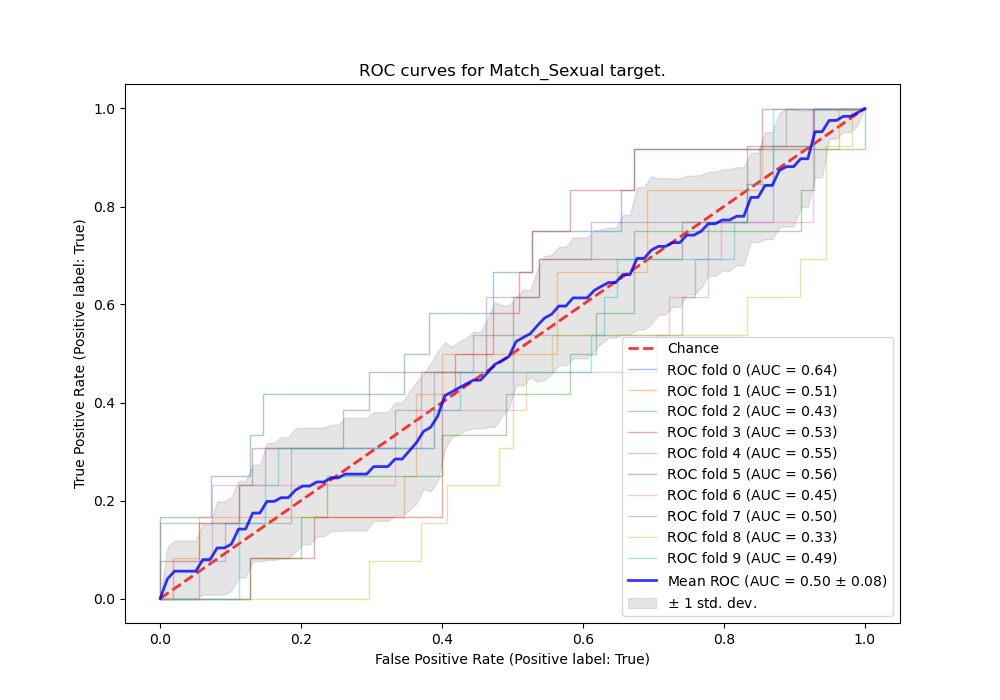 ROC curves for Match_Sexual target.
True Positive Rate (Positive label: True)
1.0
0.8
0.6
0.4
0.2
0.0
Chance
ROC fold 0 (AUC = 0.64)
ROC fold 1 (AUC = 0.51)
ROC fold 2 (AUC = 0.43)
ROC fold 3 (AUC = 0.53)
ROC fold 4 (AUC = 0.55)
ROC fold 5 (AUC = 0.56)
ROC fold 6 (AUC = 0.45)
ROC fold 7 (AUC = 0.50)
ROC fold 8 (AUC = 0.33)
ROC fold 9 (AUC = 0.49)
Mean ROC (AUC = 0.50 ± 0.08)
± 1 std. dev.
0.0 0.2 0.4 0.6 0.8 1.0
False Positive Rate (Positive label: True)